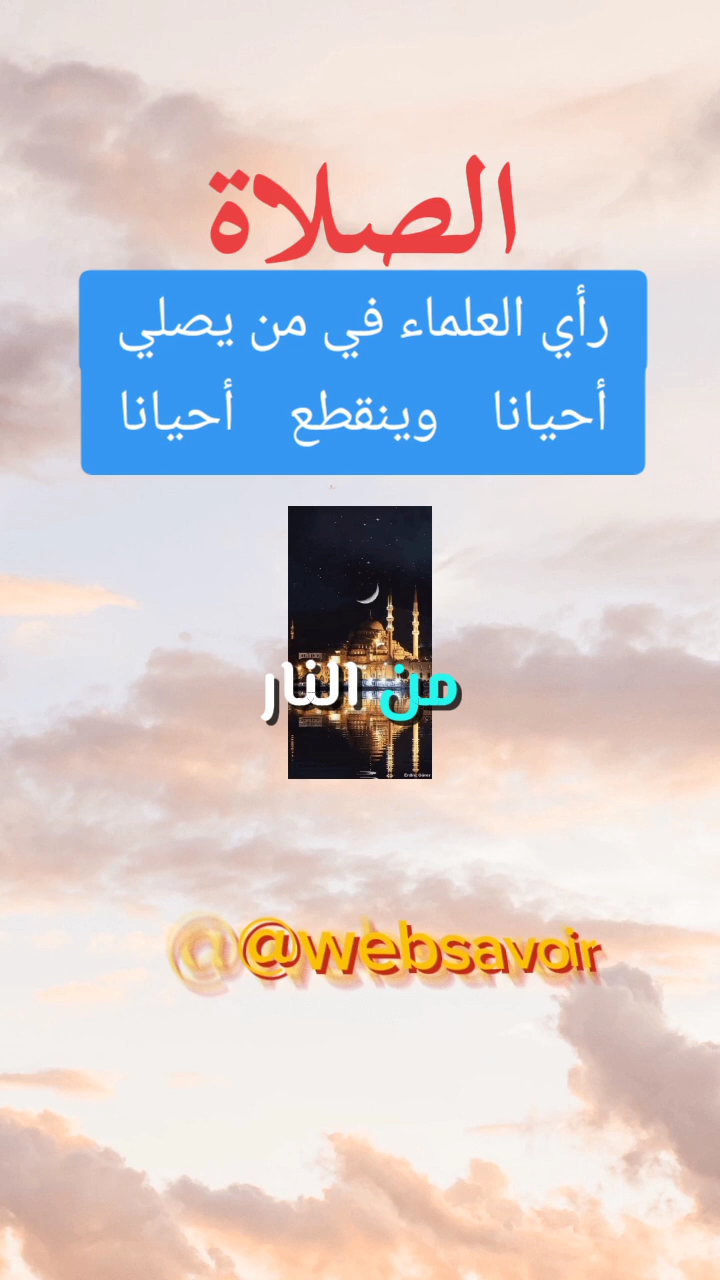 الصلاة
رأي العلماء في من يصلي
أحيانا وينقطع أحيانا
من النار
@websavoir